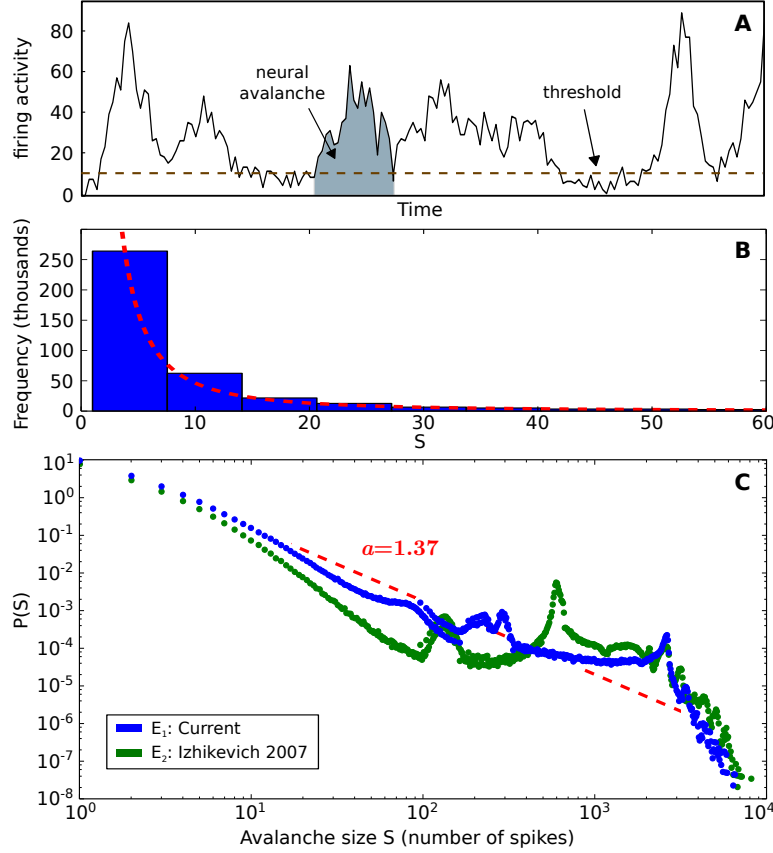 A
firing activity
80
60
40
20
0
neural
avalanche
threshold
Time
B
Frequency (thousands)
250
200
150
100
50
0
0 10 20 30 40 50 60
S
C
P(S)
10^1
10^0
10^-1
10^-2
10^-3
10^-4
10^-5
10^-6
10^-7
10^-8
a=1.37
E₁: Current
E₂: Izhikevich 2007
10^0 10^1 10^2 10^3 10^4
Avalanche size S (number of spikes)